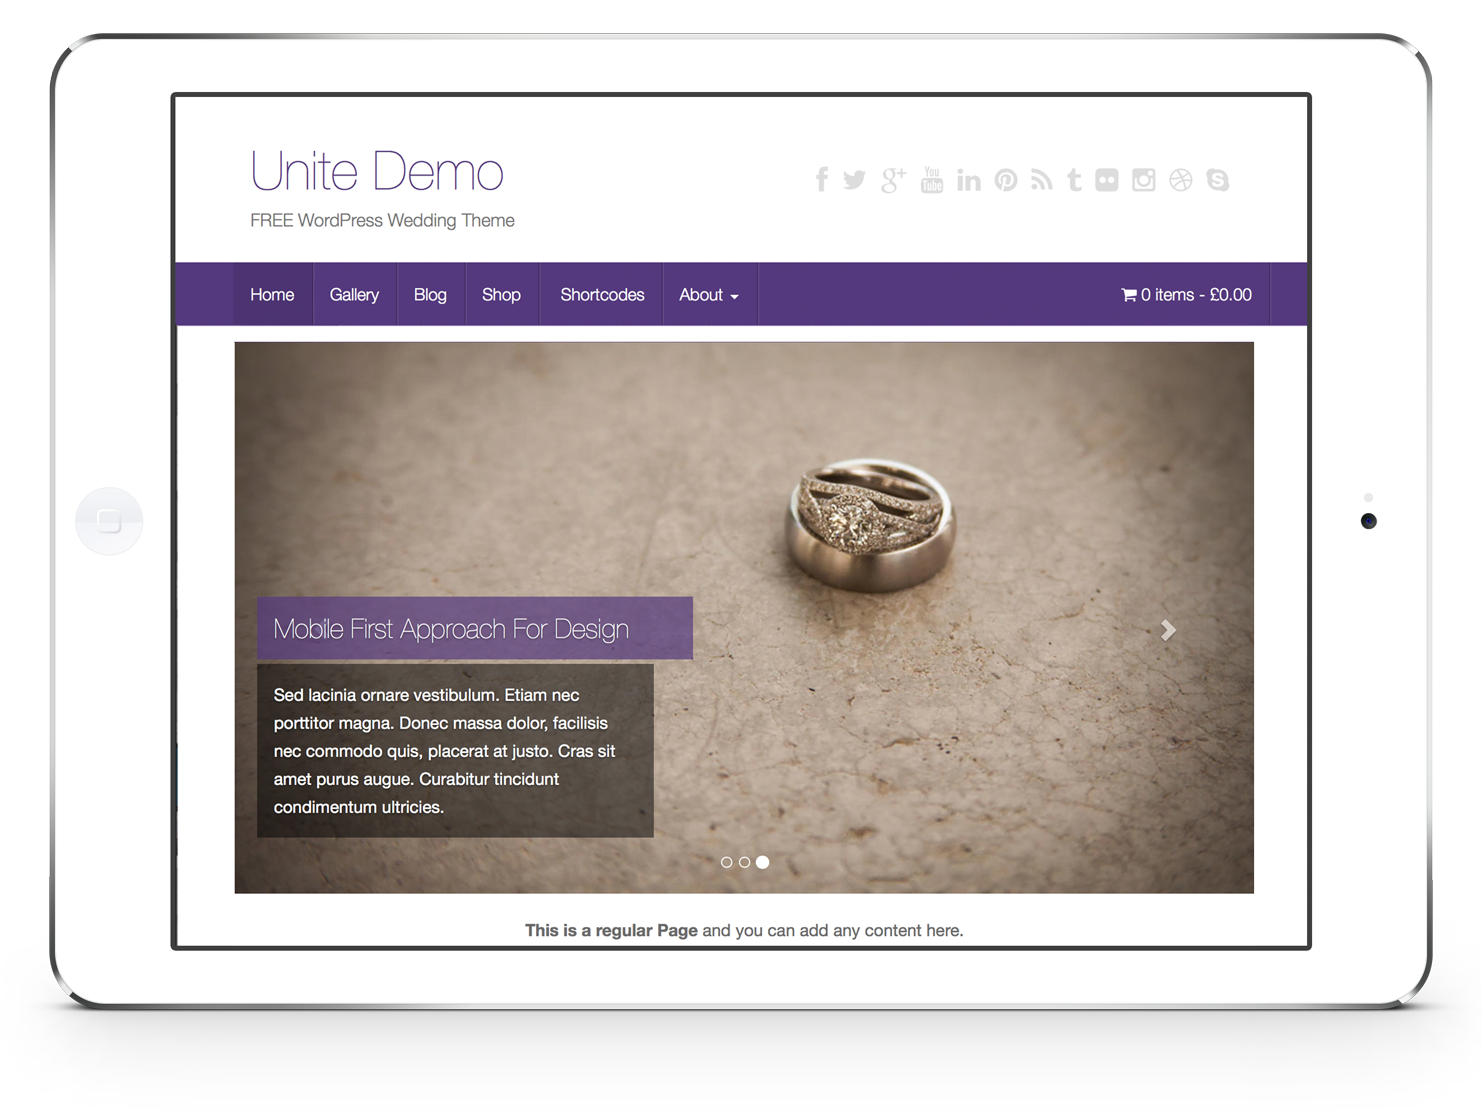 Unite Demo
FREE WordPress Wedding Theme
You
Tube
Home Gallery Blog Shop Shortcodes About 0 items - £0.00
Mobile First Approach For Design
Sed lacinia ornare vestibulum. Etiam nec
porttitor magna. Donec massa dolor, facilisis
nec commodo quis, placerat at justo. Cras sit
amet purus augue. Curabitur tincidunt
condimentum ultricies.
This is a regular Page and you can add any content here.